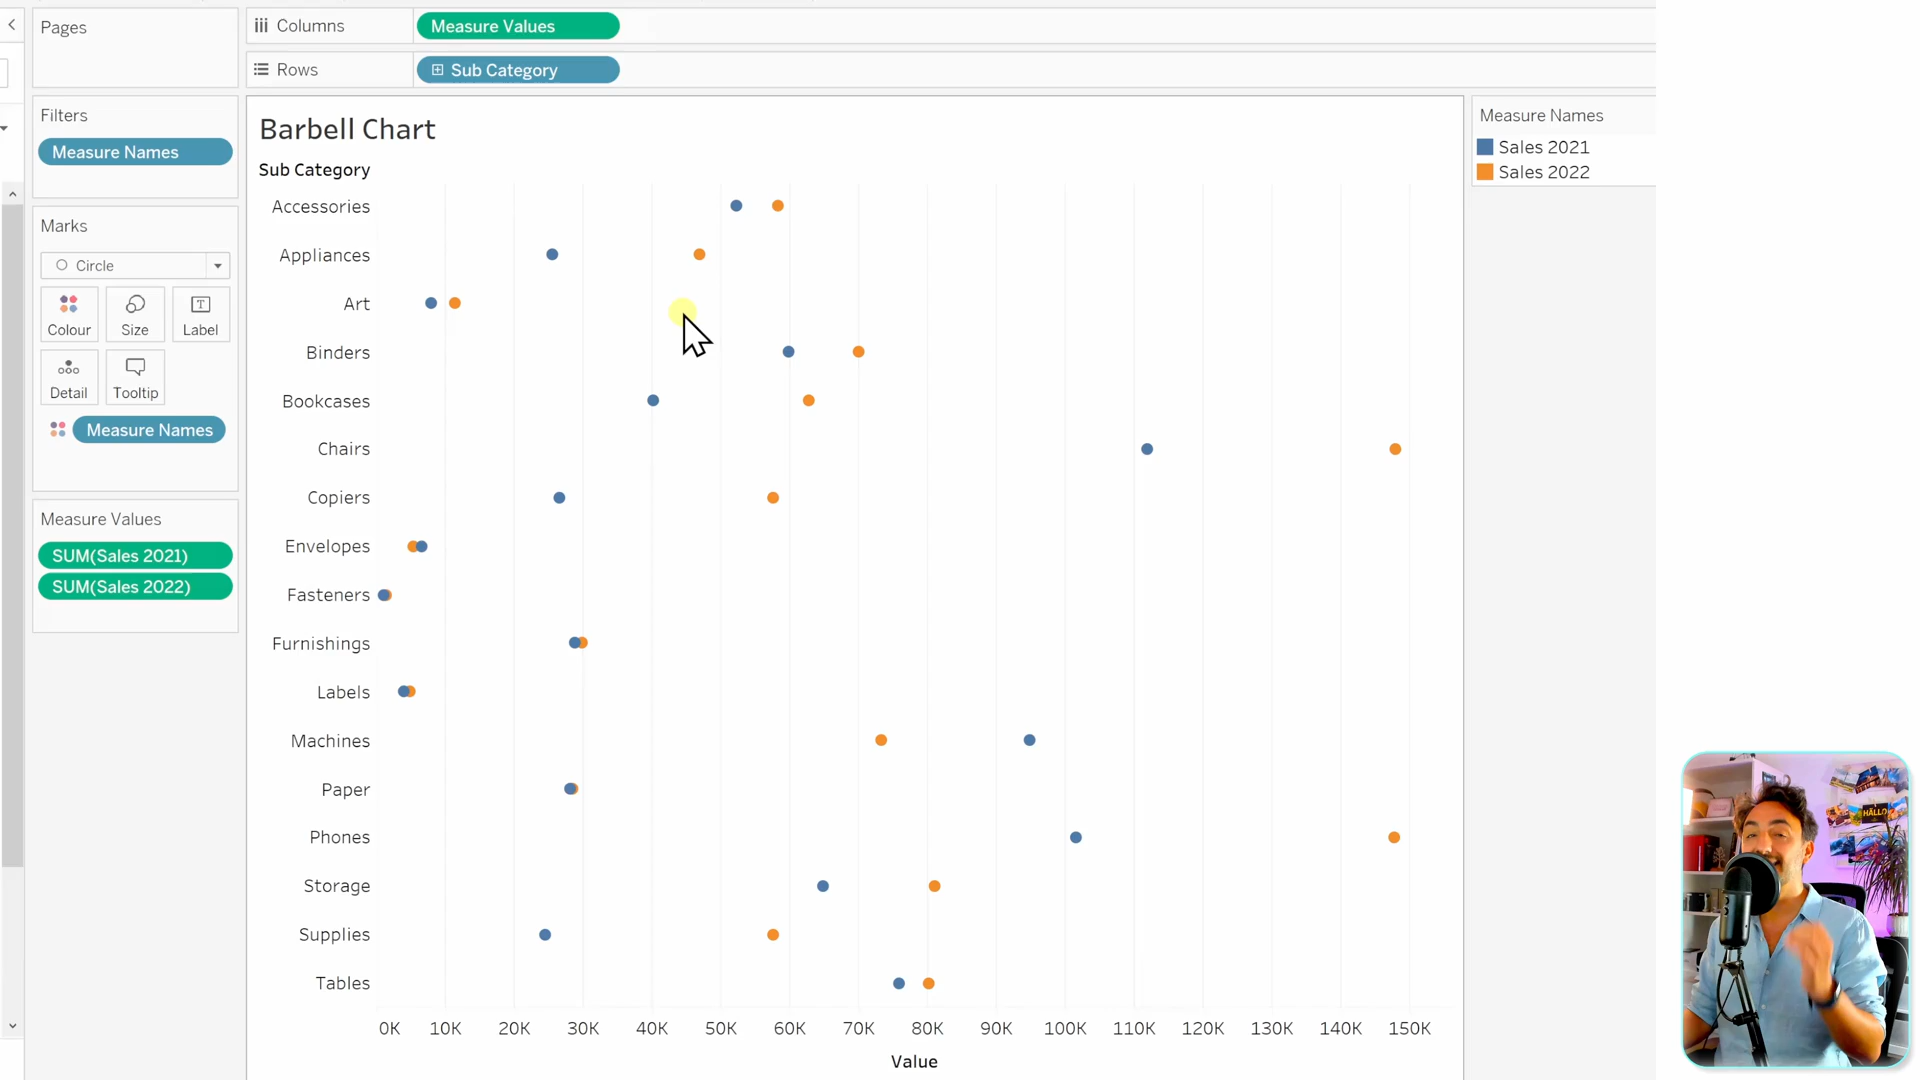 Pages
Columns
Measure Values
Rows
Sub Category
Filters
Measure Names
Marks
Circle
Colour
Size
Label
Detail
Tooltip
Measure Names
Measure Values
SUM(Sales 2021)
SUM(Sales 2022)
Barbell Chart
Sub Category
Accessories
Appliances
Art
Binders
Bookcases
Chairs
Copiers
Envelopes
Fasteners
Furnishings
Labels
Machines
Paper
Phones
Storage
Supplies
Tables
0K 10K 20K 30K 40K 50K 60K 70K 80K 90K 100K 110K 120K 130K 140K 150K
Value
Measure Names
Sales 2021
Sales 2022
HALLO